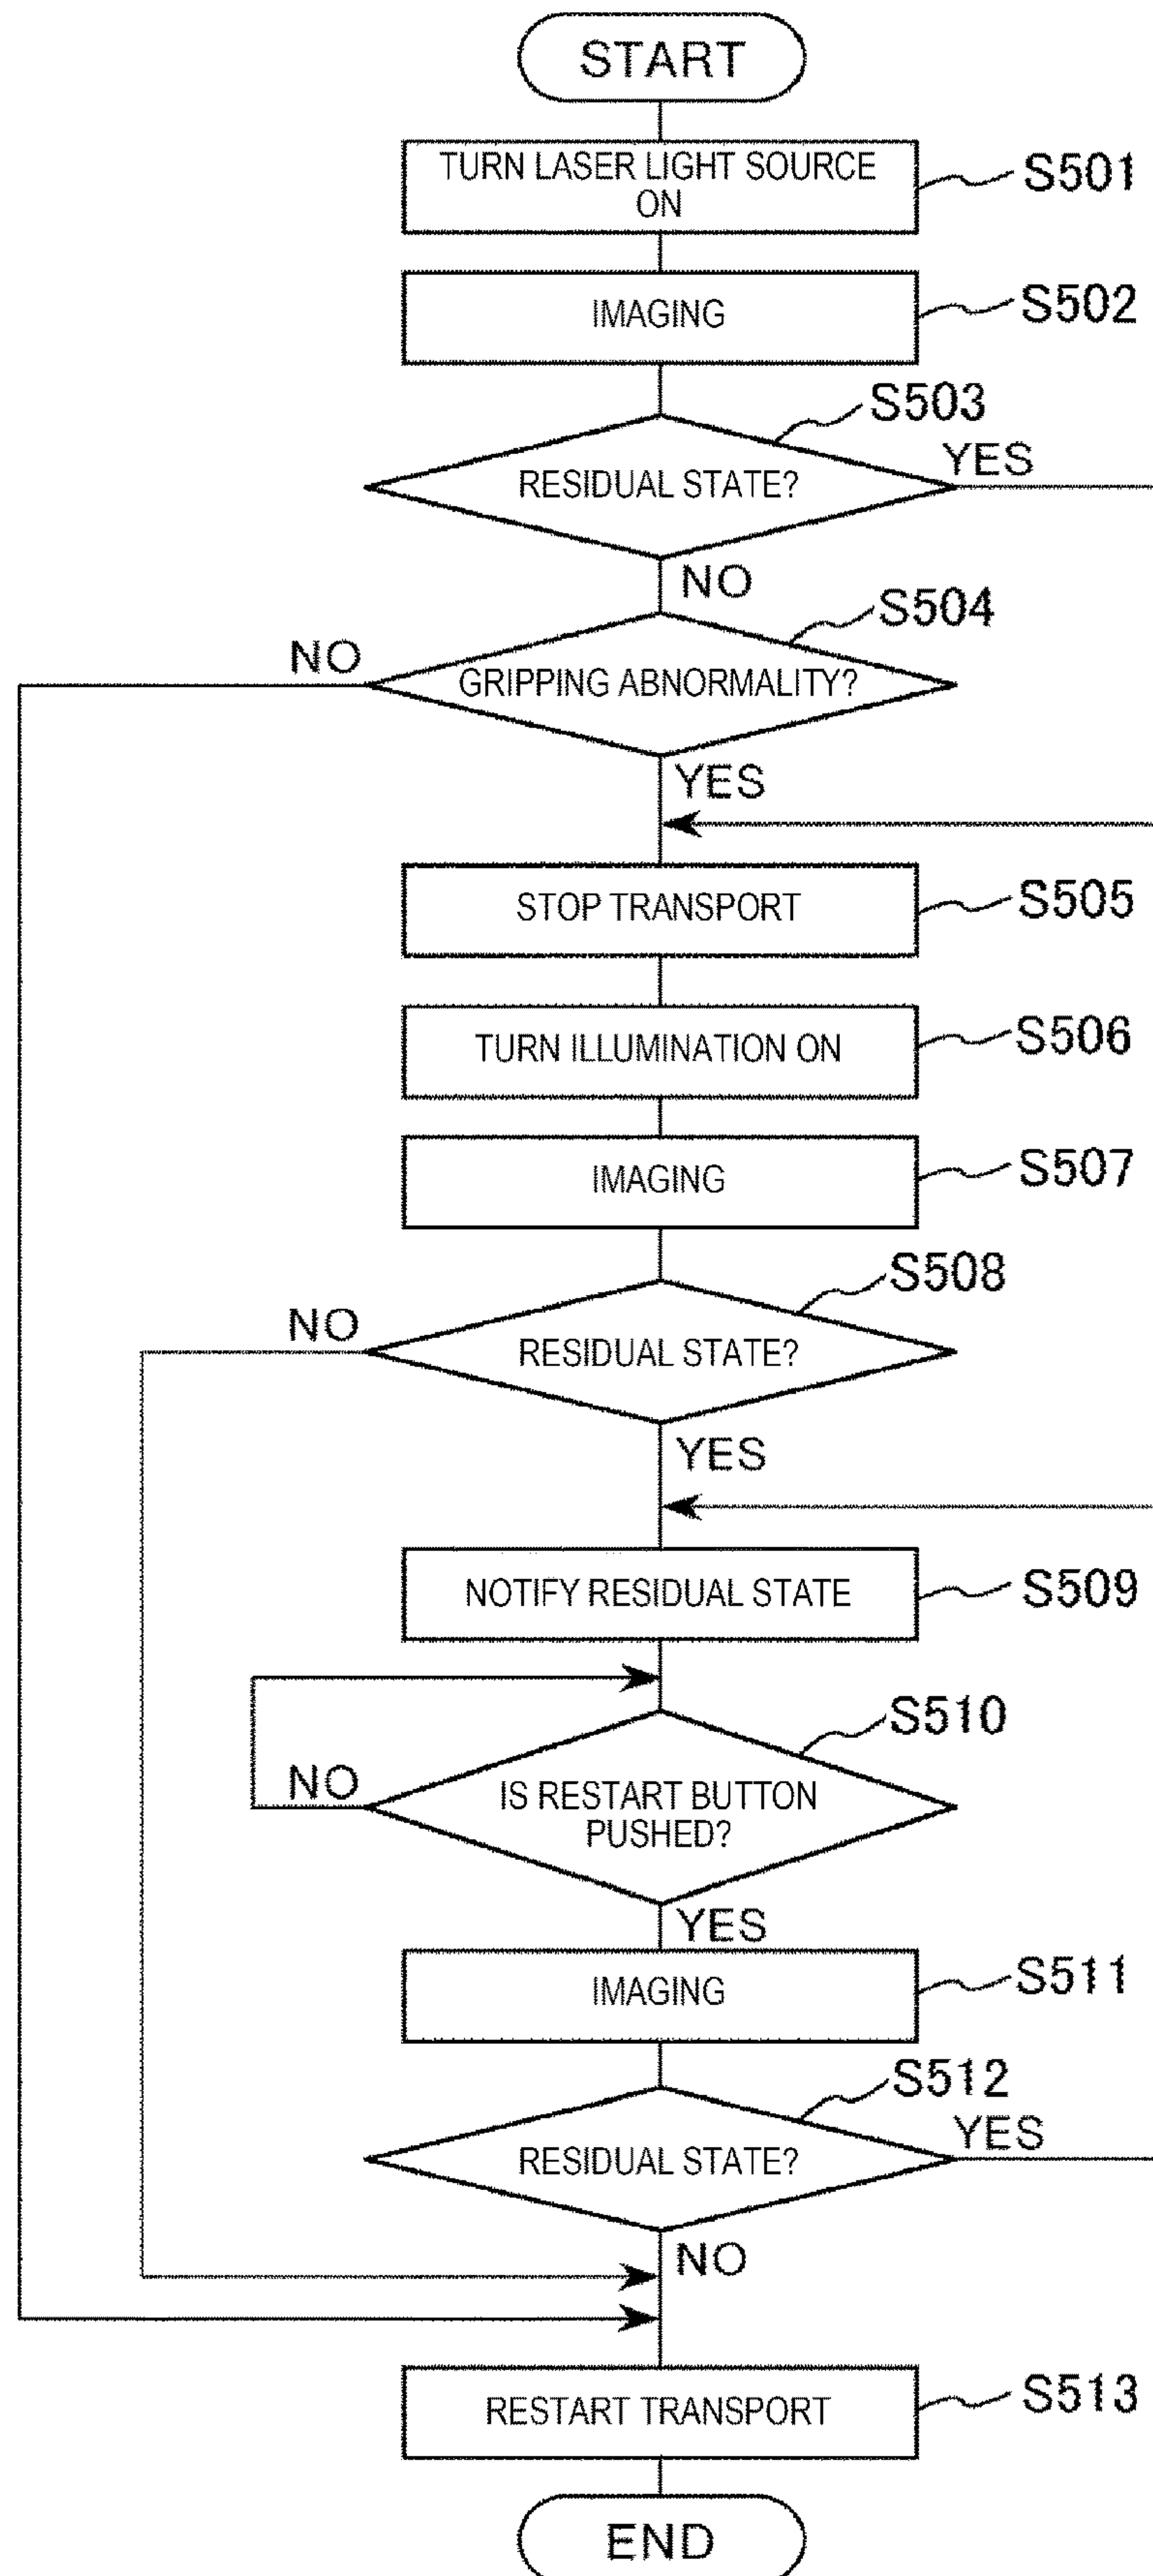 START
TURN LASER LIGHT SOURCE
ON
S501
IMAGING
S502
S503
RESIDUAL STATE?
YES
NO
S504
NO
GRIPPING ABNORMALITY?
YES
STOP TRANSPORT
S505
TURN ILLUMINATION ON
S506
IMAGING
S507
S508
NO
RESIDUAL STATE?
YES
NOTIFY RESIDUAL STATE
S509
S510
NO
IS RESTART BUTTON
PUSHED?
YES
IMAGING
S511
S512
RESIDUAL STATE?
YES
NO
RESTART TRANSPORT
S513
END